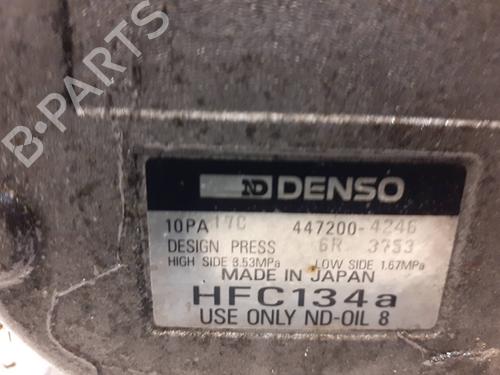 B-PARTS
ND DENSO
10PA17C 447200-4246
DESIGN PRESS 6R 3753
HIGH SIDE 3.53MPa LOW SIDE 1.67MPa
MADE IN JAPAN
HFC134a
USE ONLY ND-OIL 8